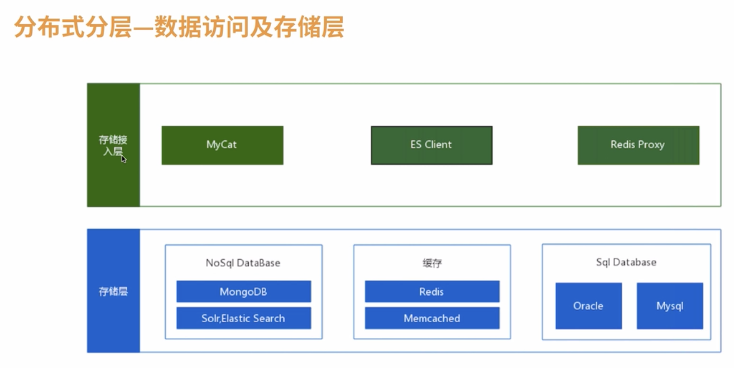 分布式分层—数据访问及存储层
存储接
入层
MyCat
ES Client
Redis Proxy
存储层
NoSql DataBase
MongoDB
Solr,Elastic Search
缓存
Redis
Memcached
Sql Database
Oracle
Mysql